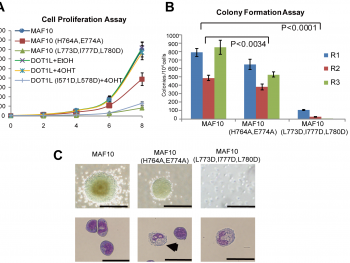 A
Cell Proliferation Assay
MAF10
MAF10 (H764A,E774A)
MAF10 (L773D,I777D,L780D)
DOT1L+EtOH
DOT1L+4OHT
DOT1L (I571D,L578D)+4OHT
0 2 4 6 8
B
Colony Formation Assay
P<0.0001
P<0.0034
Colonies/10⁴ cells
1000
900
800
700
600
500
400
300
200
100
0
R1
R2
R3
MAF10
MAF10
(H764A,E774A)
MAF10
(L773D,I777D,L780D)
C
MAF10
MAF10
(H764A,E774A)
MAF10
(L773D,I777D,L780D)